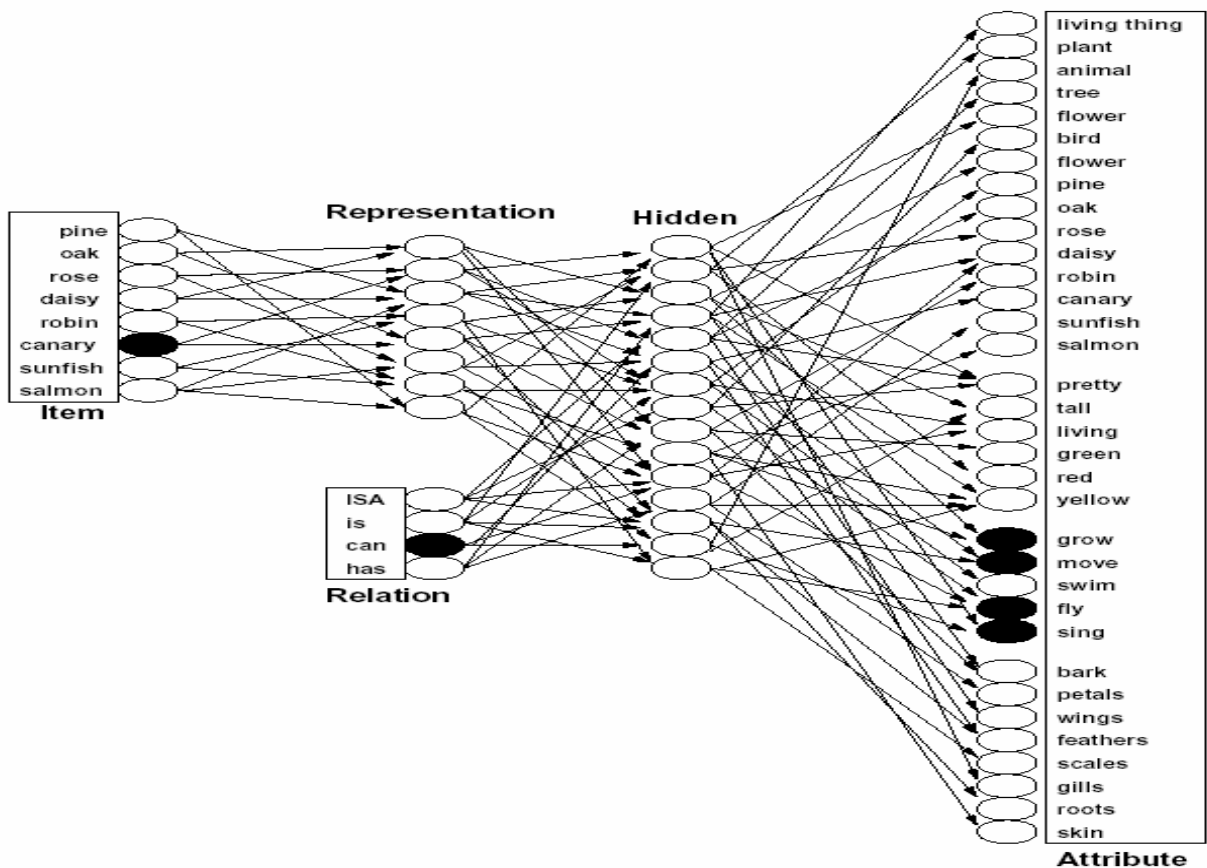 pine
oak
rose
daisy
robin
canary
sunfish
salmon
Item
Representation
Hidden
ISA
is
can
has
Relation
living thing
plant
animal
tree
flower
bird
flower
pine
oak
rose
daisy
robin
canary
sunfish
salmon
pretty
tall
living
green
red
yellow
grow
move
swim
fly
sing
bark
petals
wings
feathers
scales
gills
roots
skin
Attribute